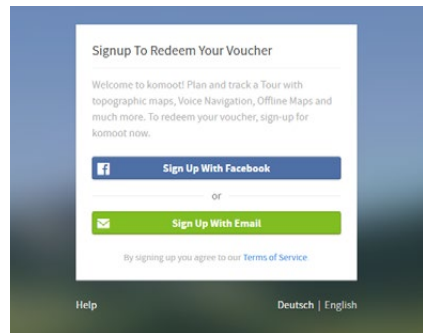 Signup To Redeem Your Voucher
Welcome to komoot! Plan and track a Tour with
topographic maps, Voice Navigation, Offline Maps and
much more. To redeem your voucher, sign-up for
komoot now.
Sign Up With Facebook
or
Sign Up With Email
By signing up you agree to our Terms of Service
Help
Deutsch | English